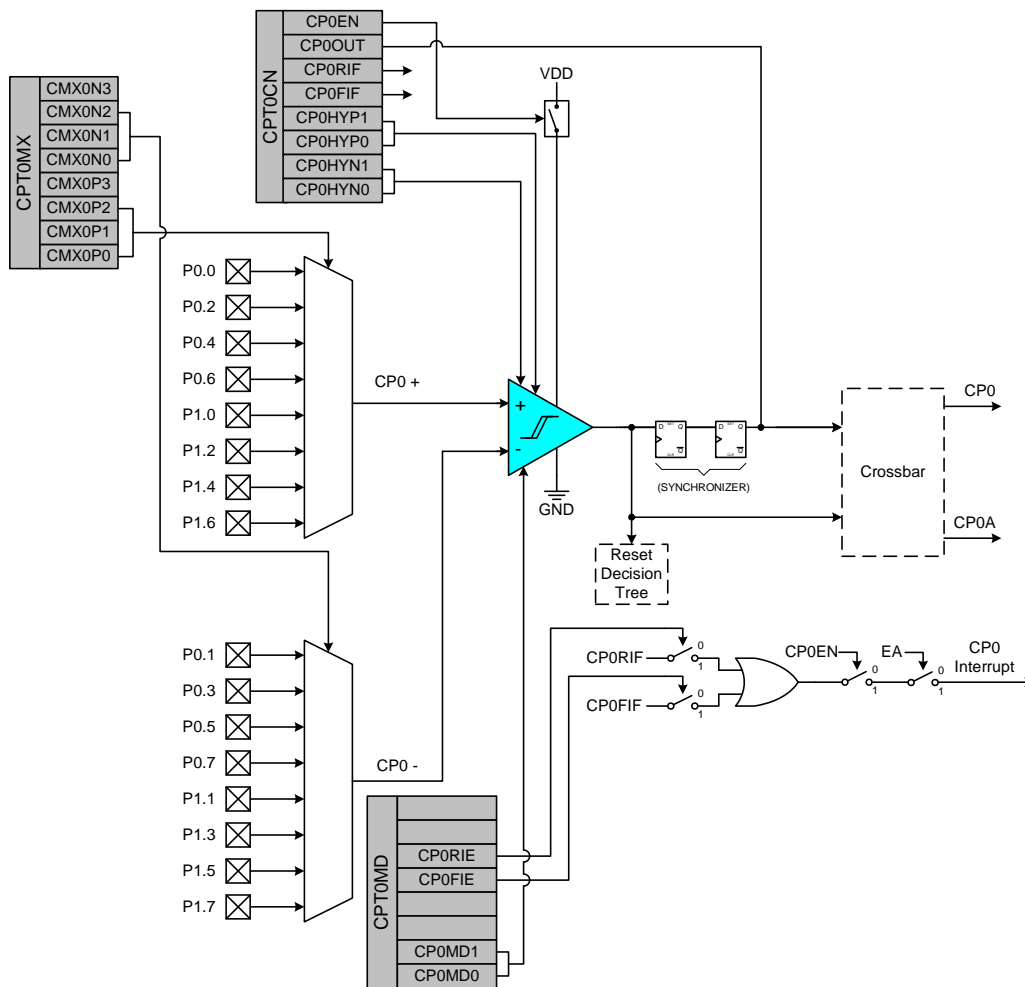 CPT0CN
CP0EN
CP0OUT
CP0RIF
CP0FIF
CP0HYP1
CP0HYP0
CP0HYN1
CP0HYN0
VDD
CPT0MX
CMX0N3
CMX0N2
CMX0N1
CMX0N0
CMX0P3
CMX0P2
CMX0P1
CMX0P0
P0.0
P0.2
P0.4
P0.6
P1.0
P1.2
P1.4
P1.6
CP0 +
+
-
GND
D
Q
Q
D
Q
Q
(SYNCHRONIZER)
Reset
Decision
Tree
Crossbar
CP0
CP0A
P0.1
P0.3
P0.5
P0.7
P1.1
P1.3
P1.5
P1.7
CP0 -
CPT0MD
CP0RIE
CP0FIE
CP0MD1
CP0MD0
CP0RIF
0
1
CP0FIF
0
1
CP0EN
0
1
EA
0
1
CP0
Interrupt